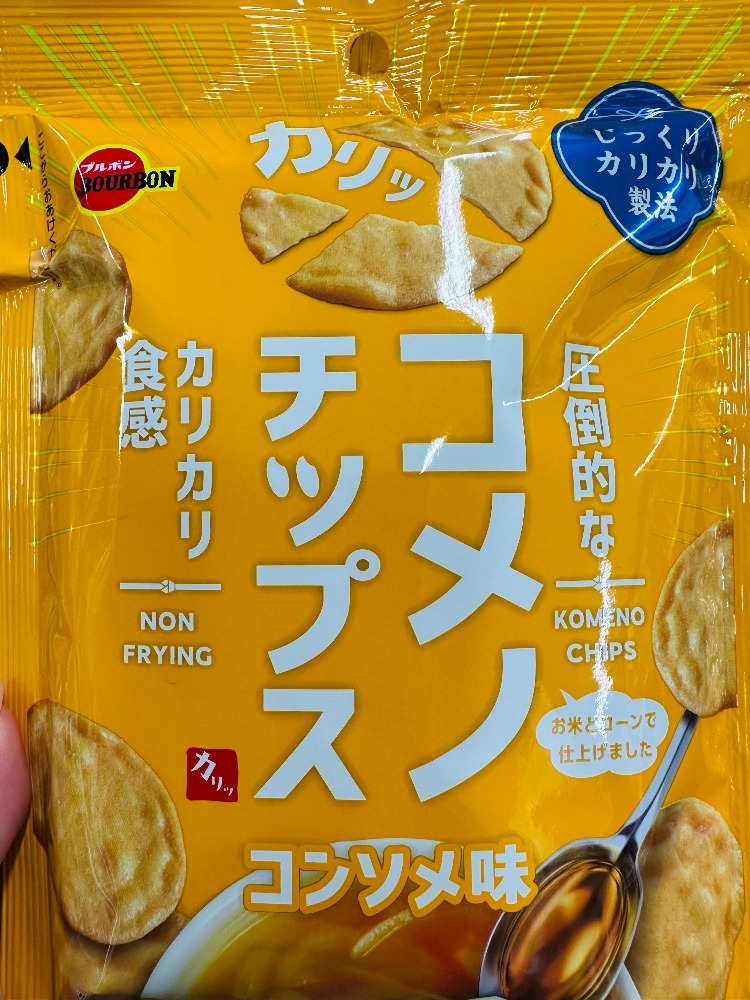 ブルボン
BOURBON
カリッ
じっくり
カリカリ
製法
圧倒的な
KOMENO
CHIPS
コメノ
チップス
カリカリ
食感
NON
FRYING
お米とコーンで
仕上げました
カリッ
コンソメ味